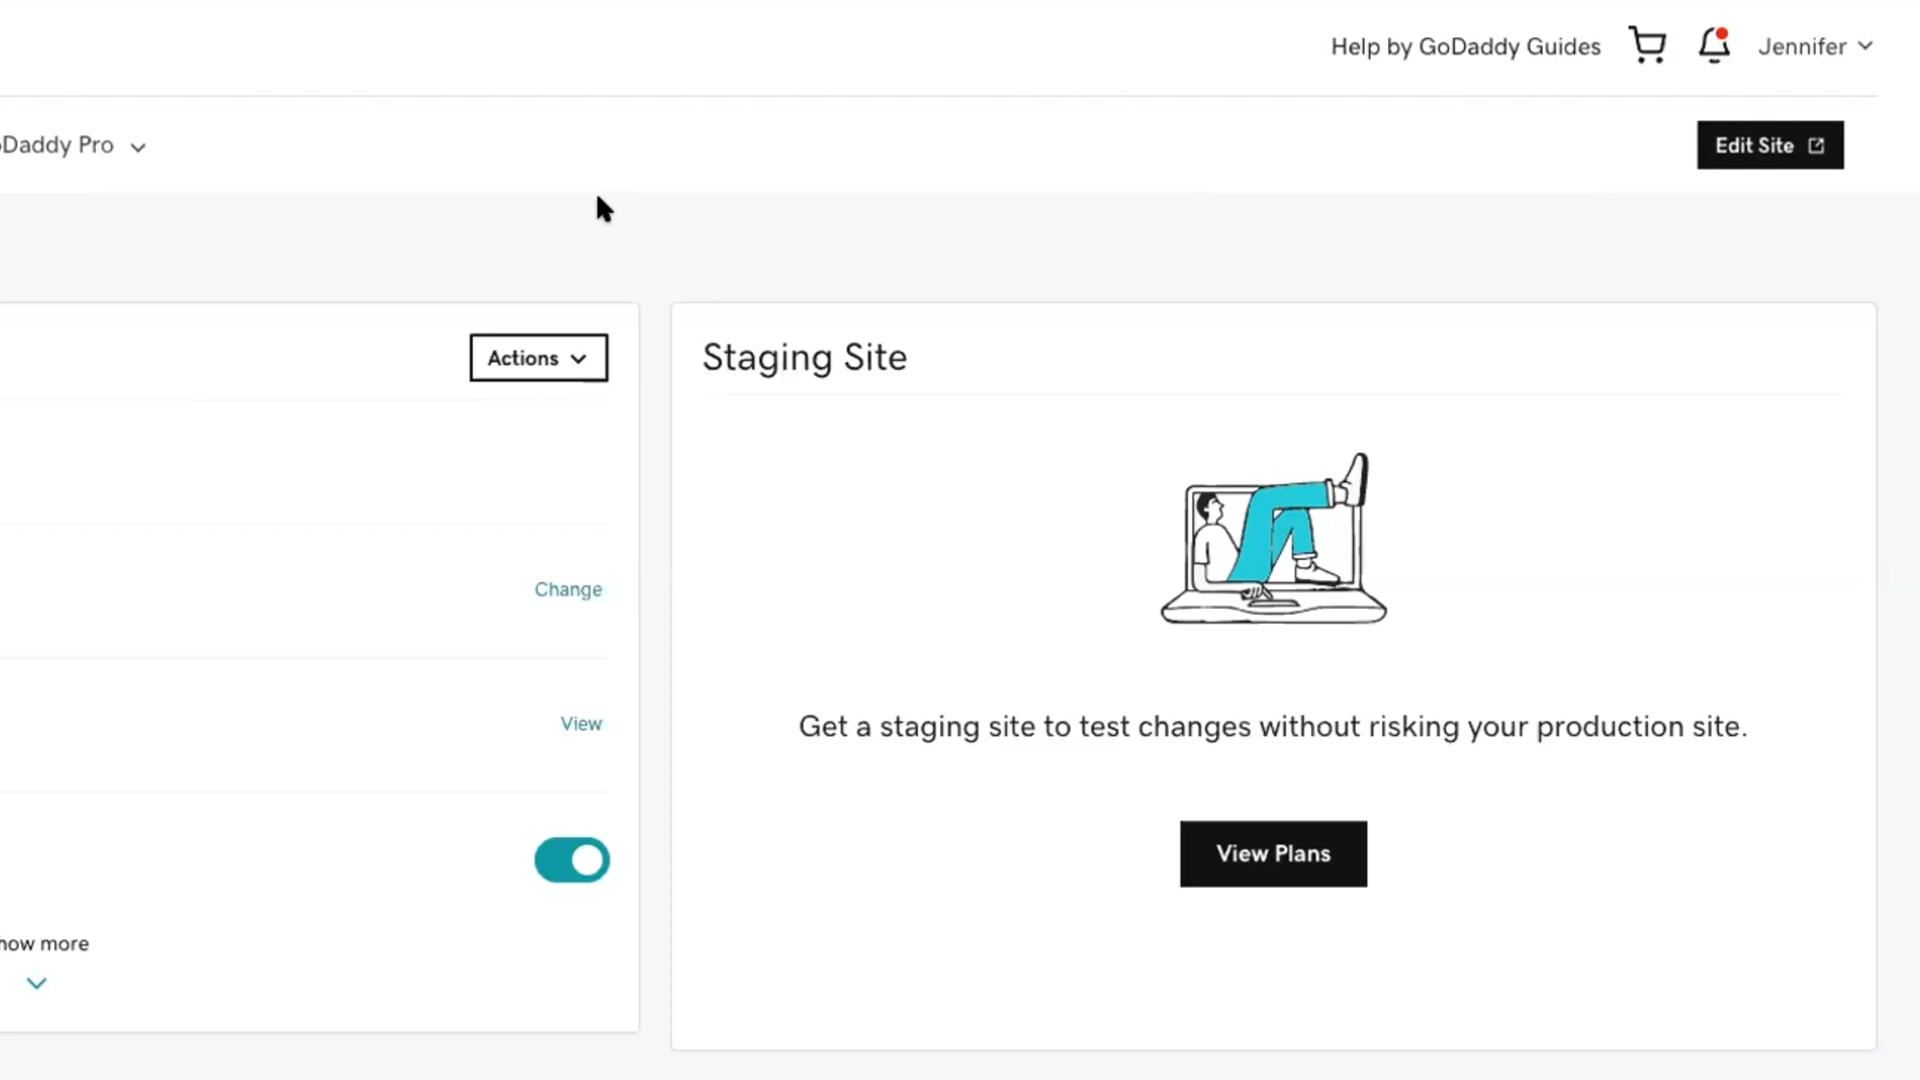 Help by GoDaddy Guides
Jennifer
oDaddy Pro
Edit Site
Actions
Staging Site
Change
View
Get a staging site to test changes without risking your production site.
View Plans
how more